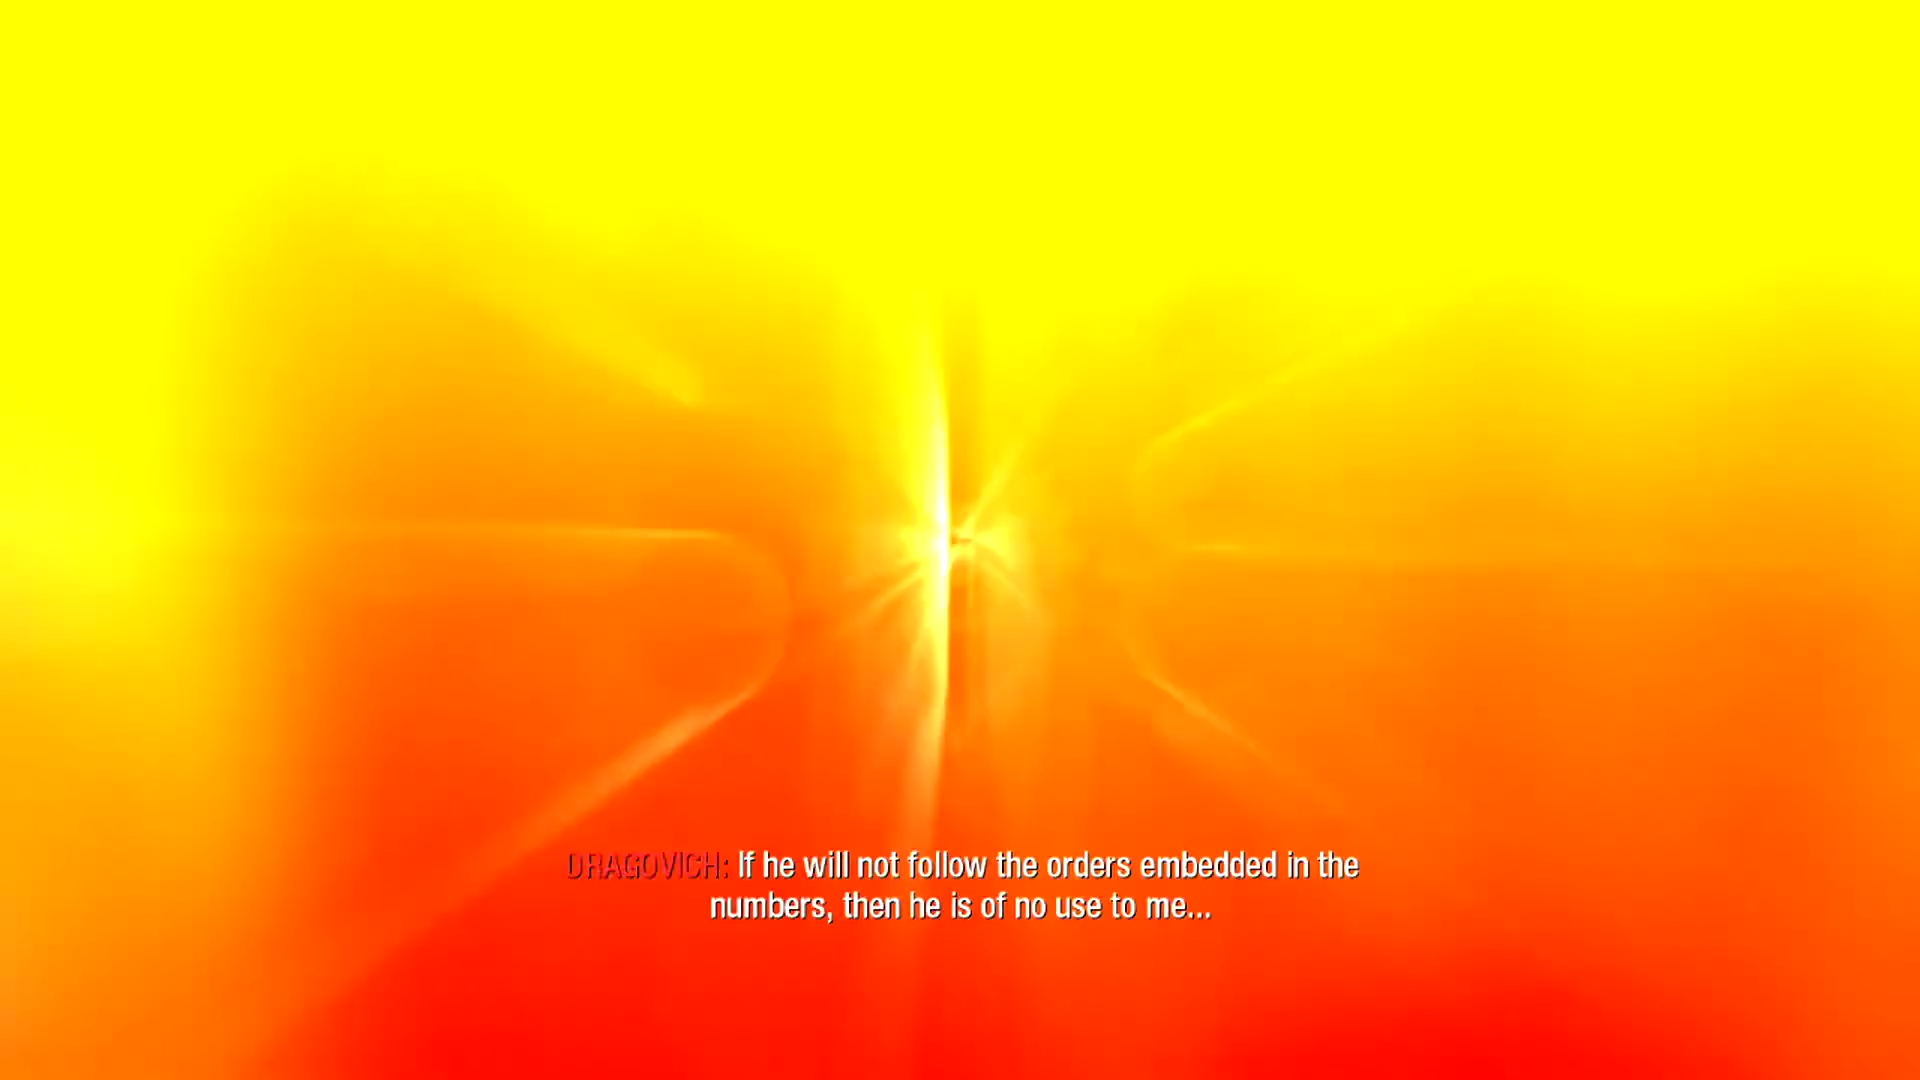 DRAGOVICH: If he will not follow the orders embedded in the
numbers, then he is of no use to me...